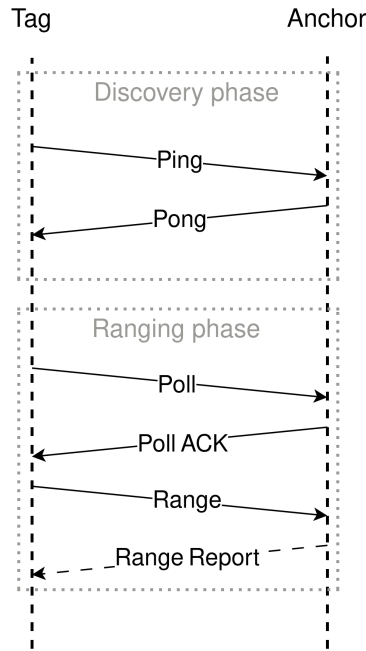 Tag
Anchor
Discovery phase
Ping
Pong
Ranging phase
Poll
Poll ACK
Range
Range Report